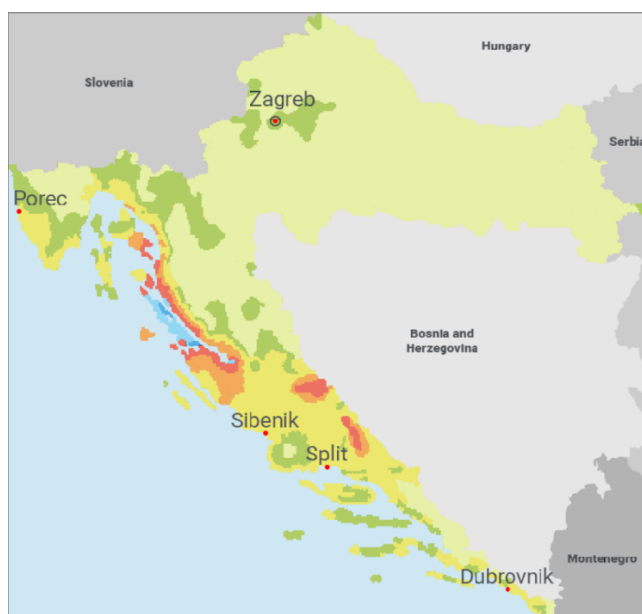 Hungary
Slovenia
Zagreb
Serbia
Porec
Bosnia and
Herzegovina
Sibenik
Split
Montenegro
Dubrovnik